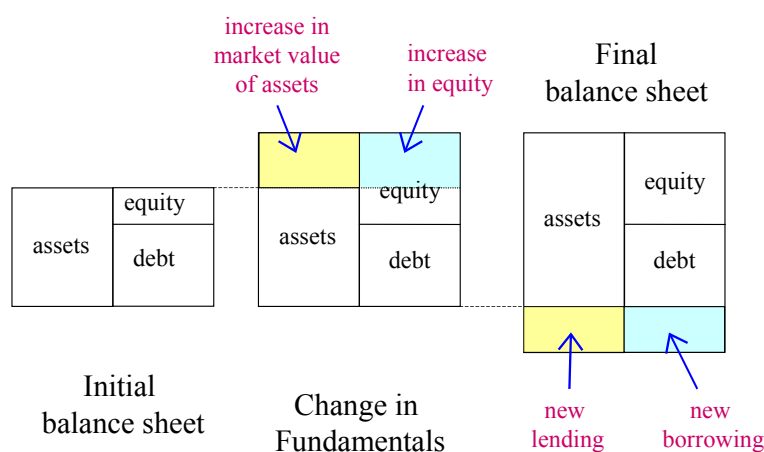 increase in
market value
of assets
increase
in equity
Final
balance sheet
assets
equity
debt
assets
equity
debt
assets
equity
debt
Initial
balance sheet
Change in
Fundamentals
new
lending
new
borrowing